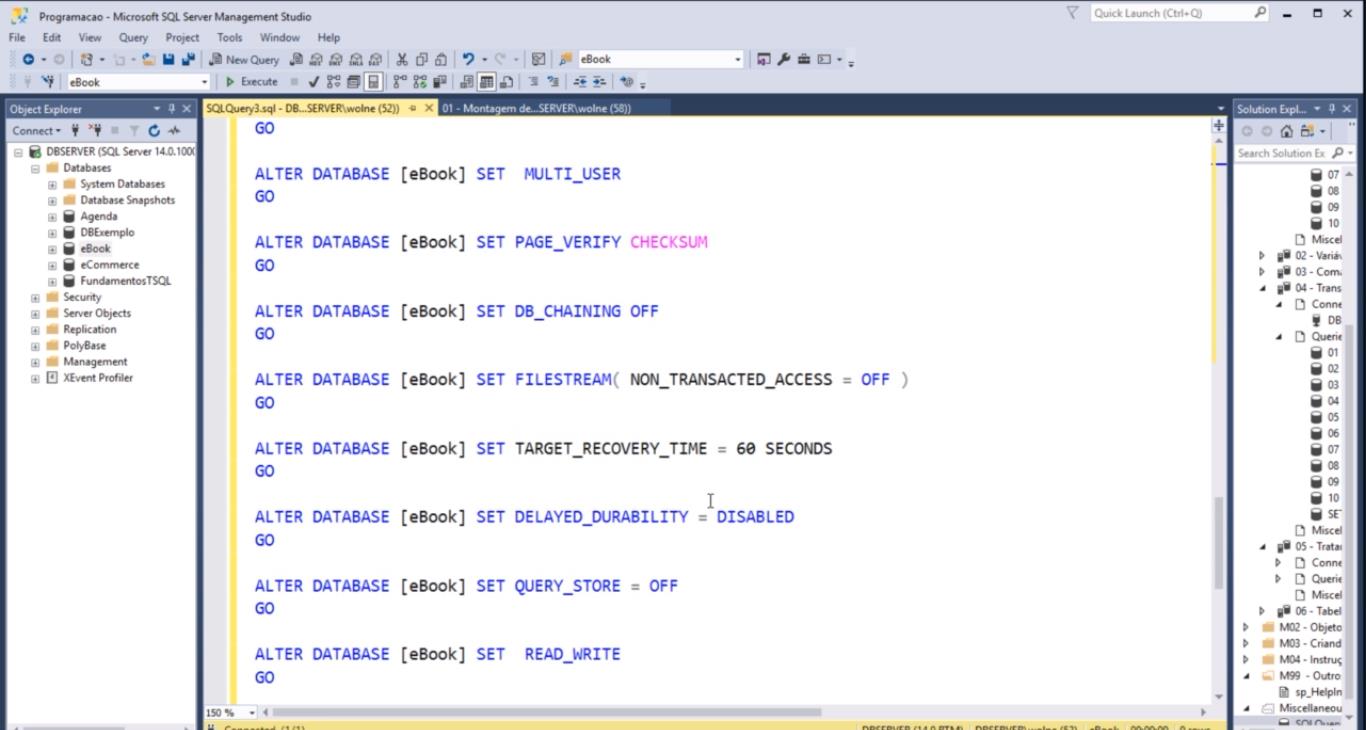 Programacao - Microsoft SQL Server Management Studio
Quick Launch (Ctrl+Q)
File Edit View Query Project Tools Window Help
New Query
eBook
eBook
Execute
Object Explorer
Connect
DBSERVER (SQL Server 14.0.1000
Databases
System Databases
Database Snapshots
Agenda
DBExemplo
eBook
eCommerce
FundamentosTSQL
Security
Server Objects
Replication
PolyBase
Management
XEvent Profiler
SQLQuery3.sql - DB...SERVER\wolne (52))
01 - Montagem de...SERVER\wolne (58))
GO
ALTER DATABASE [eBook] SET  MULTI_USER
GO
ALTER DATABASE [eBook] SET PAGE_VERIFY CHECKSUM
GO
ALTER DATABASE [eBook] SET DB_CHAINING OFF
GO
ALTER DATABASE [eBook] SET FILESTREAM( NON_TRANSACTED_ACCESS = OFF )
GO
ALTER DATABASE [eBook] SET TARGET_RECOVERY_TIME = 60 SECONDS
GO
ALTER DATABASE [eBook] SET DELAYED_DURABILITY = DISABLED
GO
ALTER DATABASE [eBook] SET QUERY_STORE = OFF
GO
ALTER DATABASE [eBook] SET  READ_WRITE
GO
150 %
Connected. (1/1)
DBSERVER (14.0 RTM) DBSERVER\wolne (52) eBook 00:00:00 0 rows
Solution Expl...
Search Solution Ex
07
08
09
10
Miscel
02 - Variáv
03 - Com
04 - Trans
Conne
DB
Querie
01
02
03
04
05
06
07
08
09
10
SE
Miscel
05 - Trata
Conne
Querie
Miscel
06 - Tabel
M02 - Objeto
M03 - Criand
M04 - Instruç
M99 - Outro
sp_HelpIn
Miscellaneou
SQLQuer